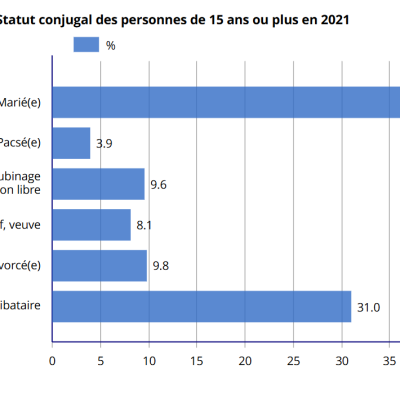 Statut conjugal des personnes de 15 ans ou plus en 2021
%
Marié(e)
Pacsé(e)
3.9
ubinage
on libre
9.6
f, veuve
8.1
vorcé(e)
9.8
ibataire
31.0
0 5 10 15 20 25 30 35